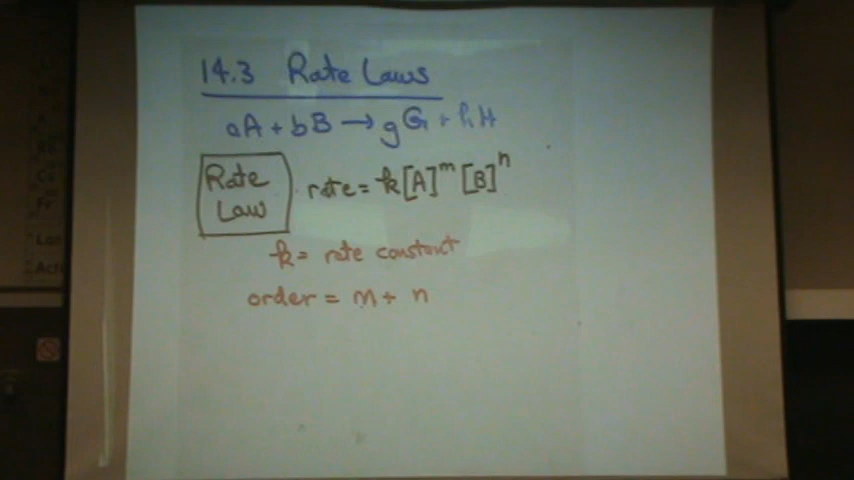 14.3 Rate Laws
aA + bB → gG + hH
Rate Law
rate = k[A]^m [B]^n
k = rate constant
order = m + n